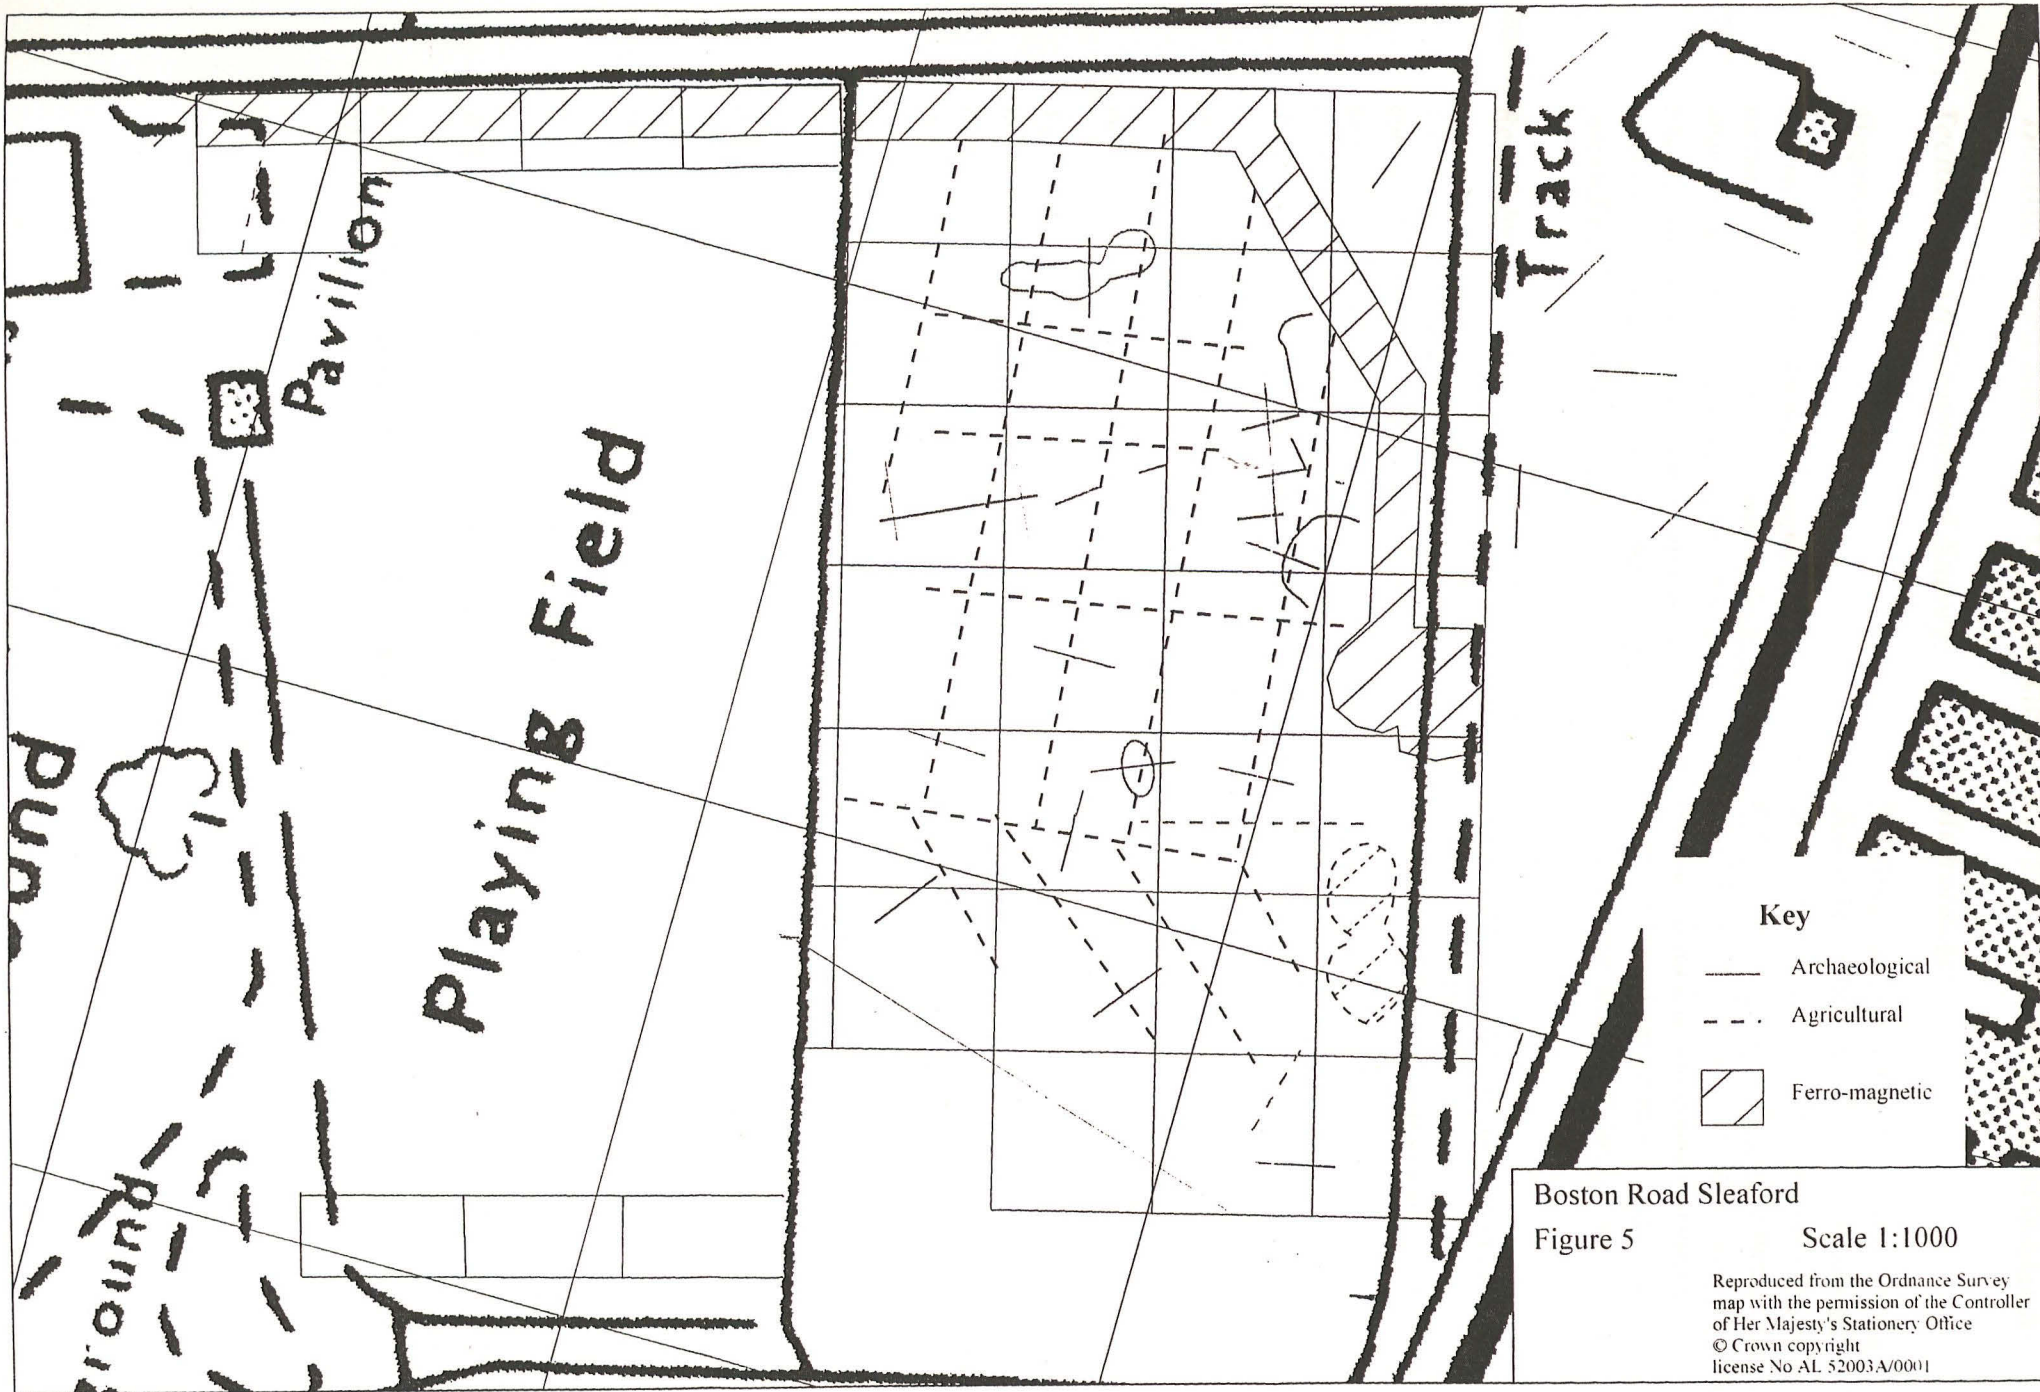 Pavilion
Playing Field
Track
und
round
Key
Archaeological
Agricultural
Ferro-magnetic
Boston Road Sleaford
Figure 5
Scale 1:1000
Reproduced from the Ordnance Survey
map with the permission of the Controller
of Her Majesty's Stationery Office
© Crown copyright
license No AL 52003A/0001